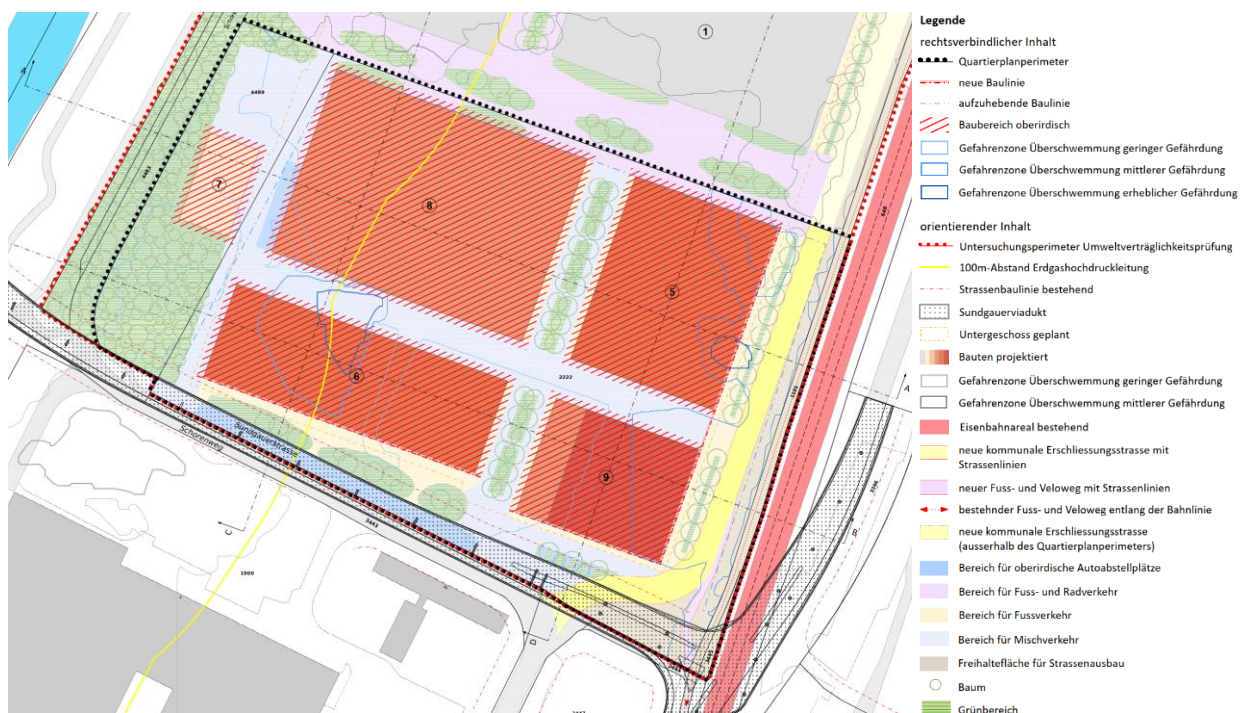 Legende
rechtsverbindlicher Inhalt
Quartierplanperimeter
neue Baulinie
aufzuhebende Baulinie
Baubereich oberirdisch
Gefahrenzone Überschwemmung geringer Gefährdung
Gefahrenzone Überschwemmung mittlerer Gefährdung
Gefahrenzone Überschwemmung erheblicher Gefährdung
orientierender Inhalt
Untersuchungsperimeter Umweltverträglichkeitsprüfung
100m-Abstand Erdgashochdruckleitung
Strassenbaulinie bestehend
Sundgauerviadukt
Untergeschoss geplant
Bauten projektiert
Gefahrenzone Überschwemmung geringer Gefährdung
Gefahrenzone Überschwemmung mittlerer Gefährdung
Eisenbahnareal bestehend
neue kommunale Erschliessungsstrasse mit
Strassenlinien
neuer Fuss- und Veloweg mit Strassenlinien
bestehnder Fuss- und Veloweg entlang der Bahnlinie
neue kommunale Erschliessungsstrasse
(ausserhalb des Quartierplanperimeters)
Bereich für oberirdische Autoabstellplätze
Bereich für Fuss- und Radverkehr
Bereich für Fussverkehr
Bereich für Mischverkehr
Freihaltefläche für Strassenausbau
Baum
Grünbereich
1
A
4489
7
8
5
6
2222
9
A
Sundgauerstrasse
Schorenweg
C
D
B